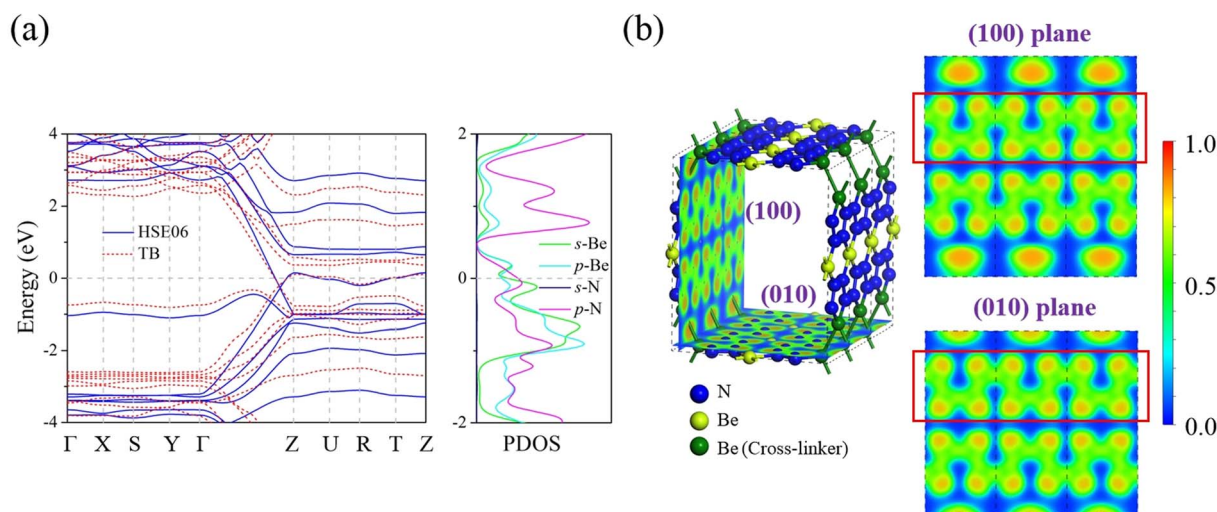 (a)
4
2
0
-2
-4
Energy (eV)
HSE06
TB
Γ X S Y Γ Z U R T Z
2
0
-2
s-Be
p-Be
s-N
p-N
PDOS
(b)
(100)
(010)
N
Be
Be (Cross-linker)
(100) plane
(010) plane
1.0
0.5
0.0